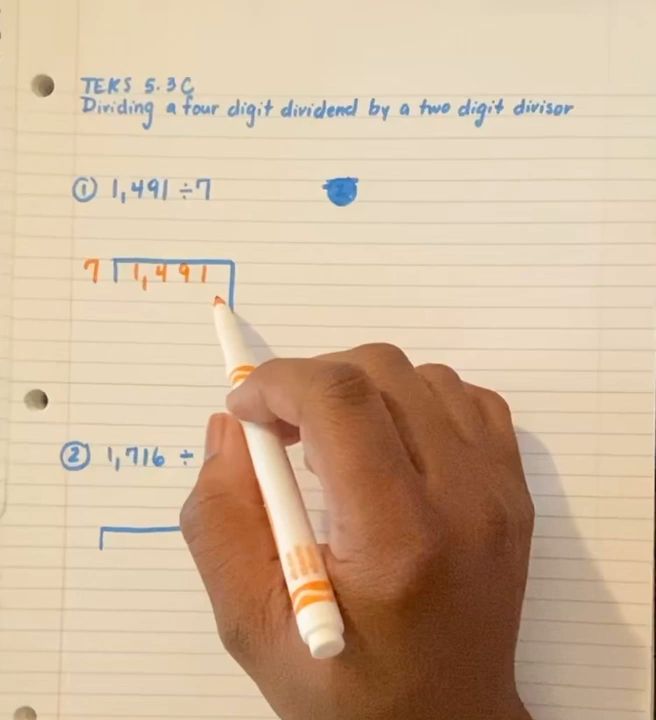 TEKS 5.3C
Dividing a four digit dividend by a two digit divisor
① 1,491 ÷ 7
7 1,491
② 1,716 ÷